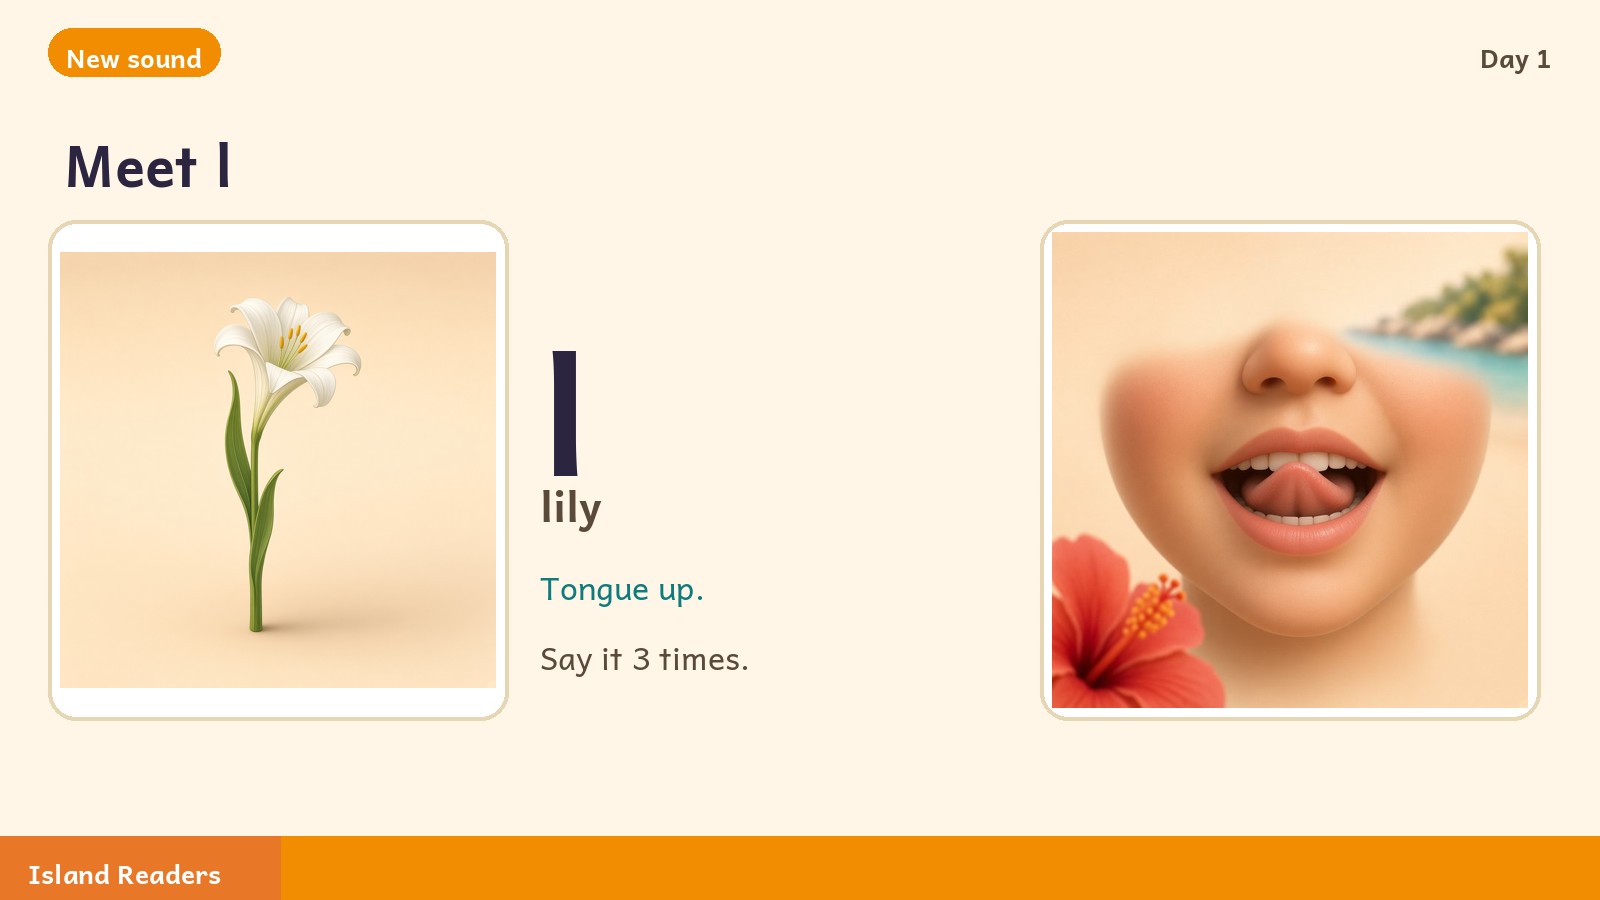 New sound
Day 1
Meet l
l
lily
Tongue up.
Say it 3 times.
Island Readers